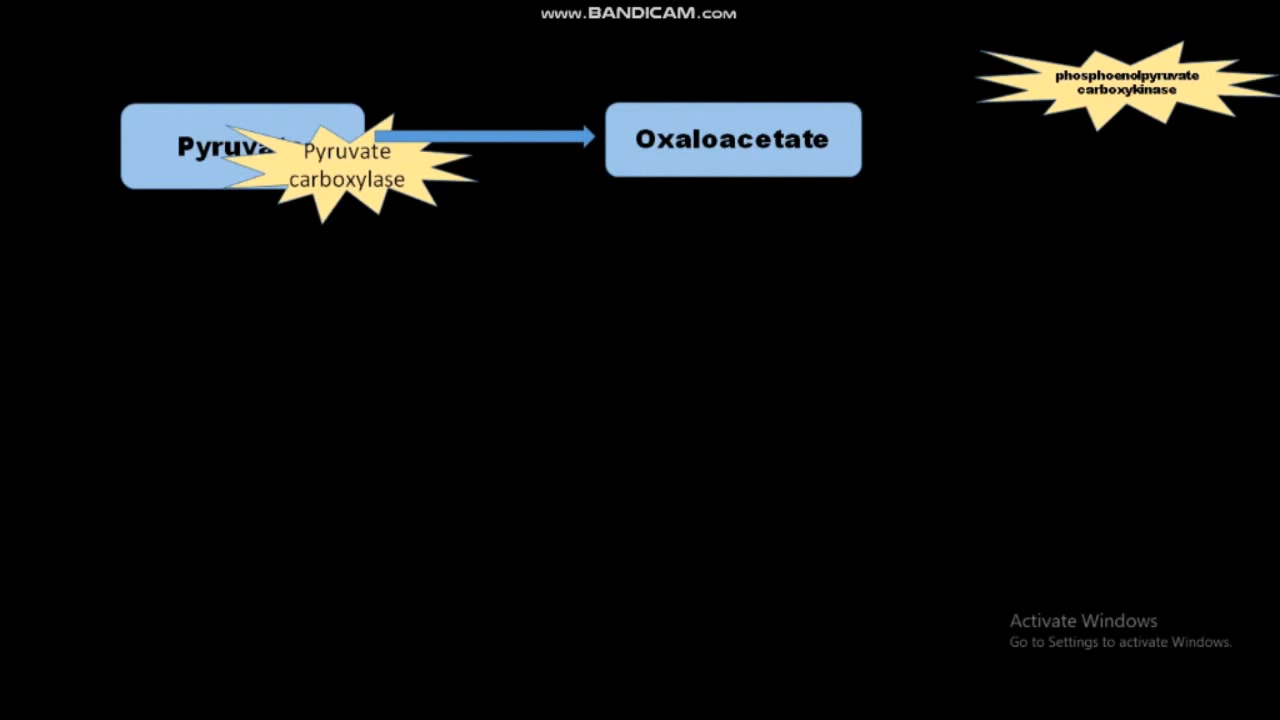 www.BANDICAM.com
phosphoenolpyruvate
carboxykinase
Oxaloacetate
Pyruvate
carboxylase
Activate Windows
Go to Settings to activate Windows.